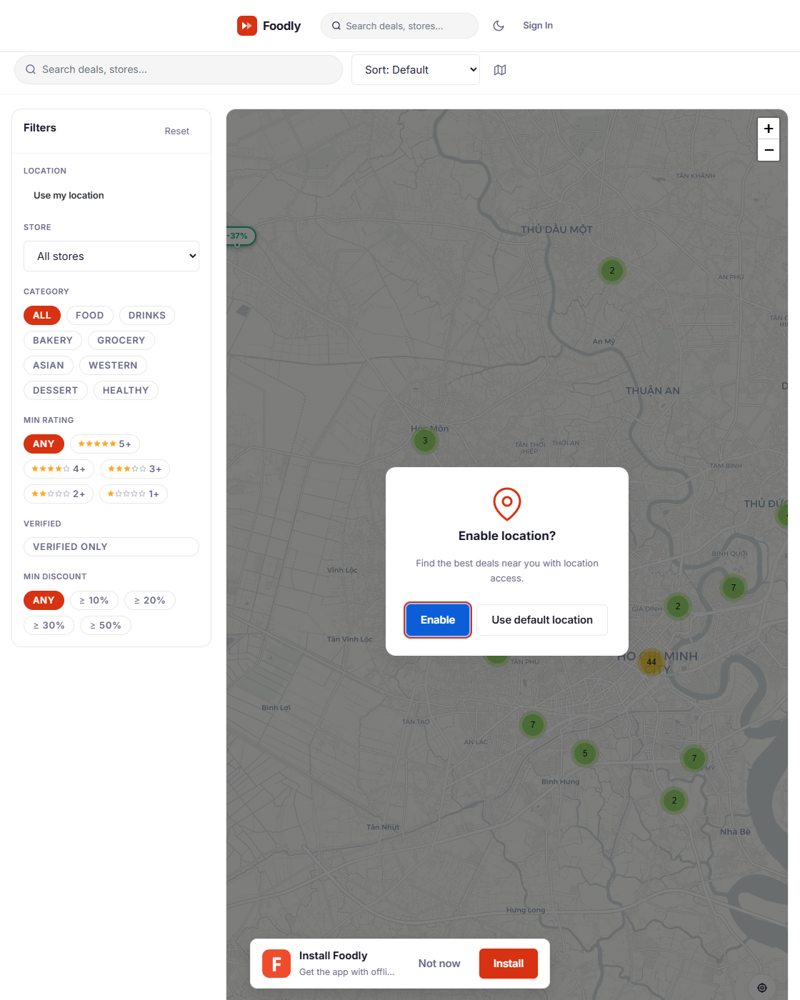 Foodly
Search deals, stores...
Sign In
Search deals, stores...
Sort: Default
Filters
Reset
LOCATION
Use my location
STORE
All stores
CATEGORY
ALL
FOOD
DRINKS
BAKERY
GROCERY
ASIAN
WESTERN
DESSERT
HEALTHY
MIN RATING
ANY
★★★★★ 5+
★★★★☆ 4+
★★★☆☆ 3+
★★☆☆☆ 2+
★☆☆☆☆ 1+
VERIFIED
VERIFIED ONLY
MIN DISCOUNT
ANY
≥ 10%
≥ 20%
≥ 30%
≥ 50%
+
−
TÂN KHÁNH
-37%
THỦ DẦU MỘT
2
AN PHÚ
An Mỹ
THUẬN AN
Hóc Môn
3
TÂN THỚI
HIỆP
THỚI AN
TAM BÌNH
THỦ ĐỨC
BÌNH QUỚI
Enable location?
Find the best deals near you with location
access.
Enable
Use default location
Vĩnh Lộc
7
GIA DINH
2
Tân Vĩnh Lộc
TÂN PHÚ
HO CHI MINH
CITY
44
Bình Lợi
TÂN TẠO
7
AN LẠC
5
7
MỸ
Bình Hưng
2
Tân Nhựt
Nhà Bè
Hưng Long
F
Install Foodly
Get the app with offli...
Not now
Install